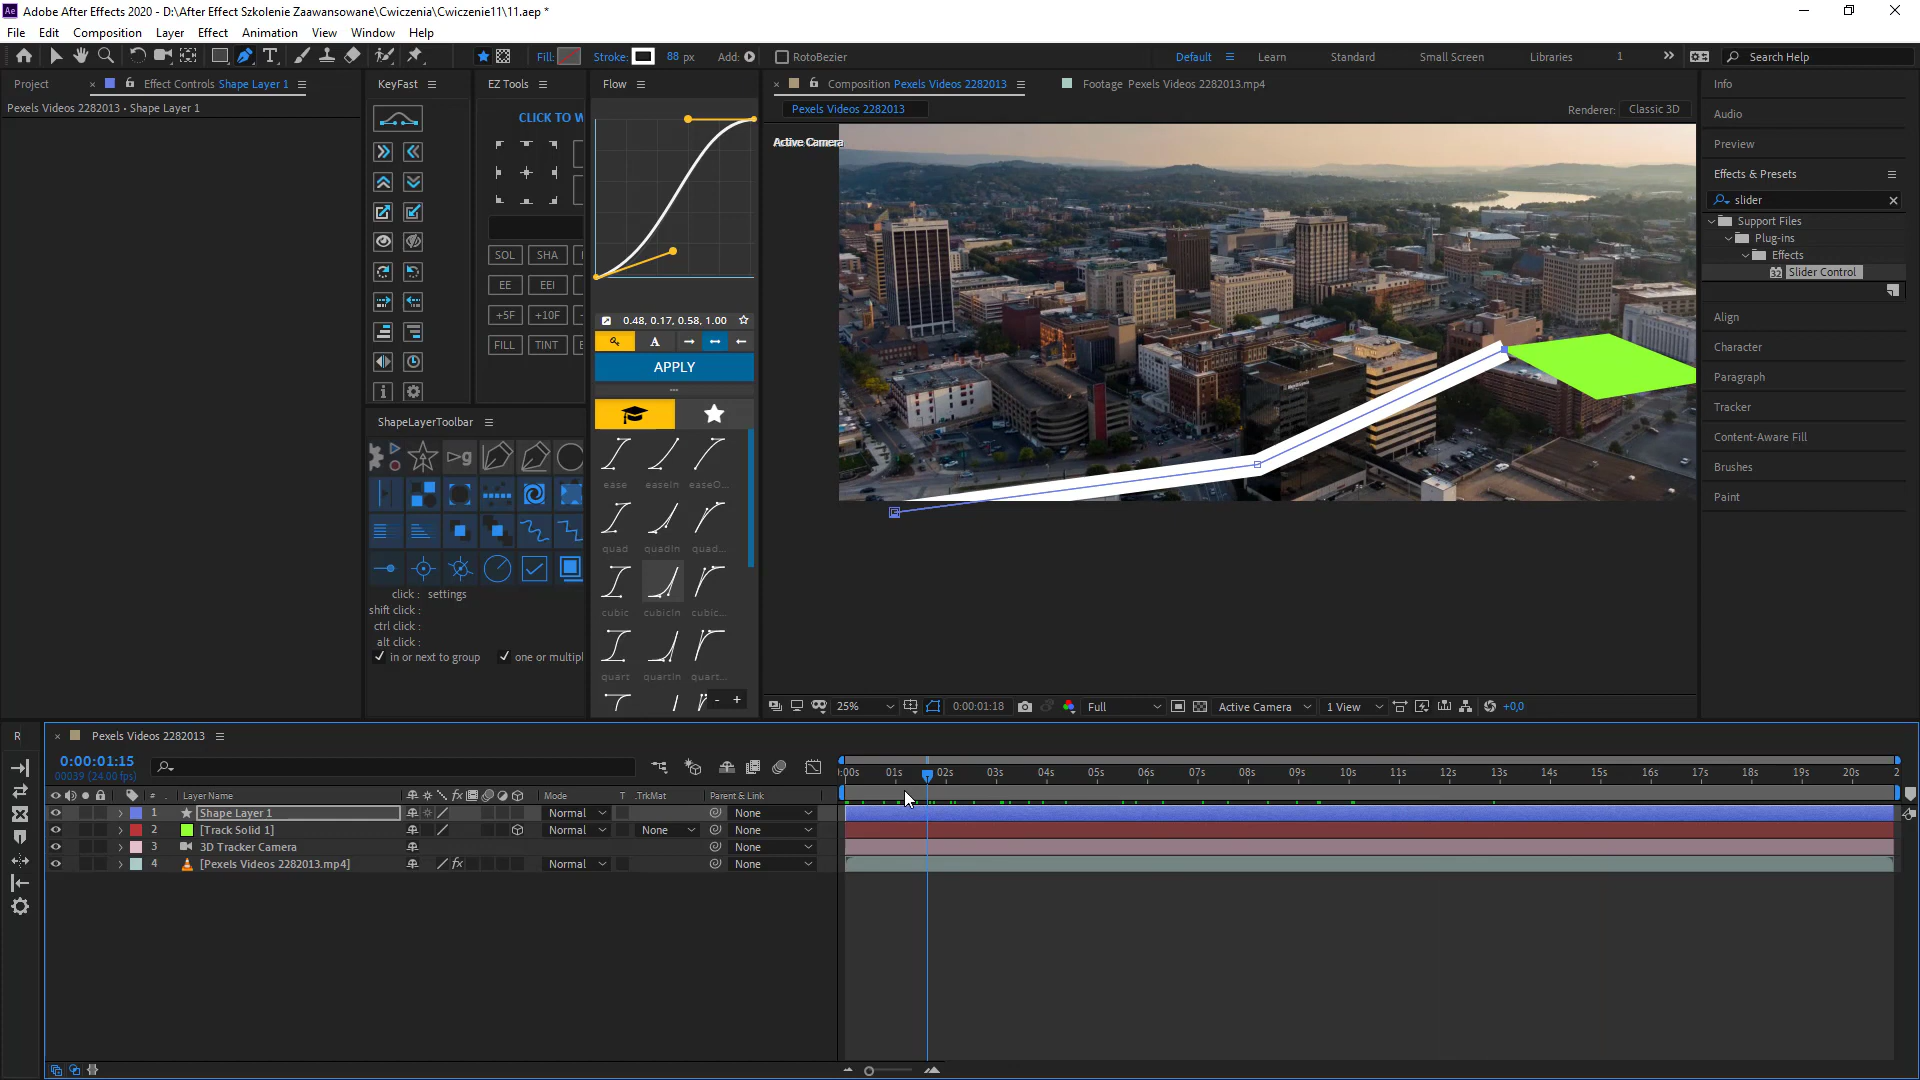 Adobe After Effects 2020 - D:\After Effect Szkolenie Zaawansowane\Cwiczenia\Cwiczenie11\11.aep *
File Edit Composition Layer Effect Animation View Window Help
Fill: Stroke: 88 px Add: RotoBezier Default Learn Standard Small Screen Libraries 1 Search Help
Project Effect Controls Shape Layer 1 KeyFast EZ Tools Flow Composition Pexels Videos 2282013 Footage Pexels Videos 2282013.mp4 Info
Pexels Videos 2282013 • Shape Layer 1
Pexels Videos 2282013 Renderer: Classic 3D
Audio
CLICK TO W
Active Camera
Preview
Effects & Presets
slider
Support Files
Plug-ins
Effects
Slider Control
SOL SHA
EE EEI
+5F +10F
FILL TINT
0.48, 0.17, 0.58, 1.00
A
APPLY
Align
Character
Paragraph
Tracker
Content-Aware Fill
Brushes
Paint
ShapeLayerToolbar
g
ease easeIn easeO...
quad quadIn quad...
cubic cubicIn cubic...
quart quartIn quart...
click : settings
shift click :
ctrl click :
alt click :
in or next to group one or multipl
- +
25% 0:00:01:18 Full Active Camera 1 View +0,0
R Pexels Videos 2282013
0:00:01:15
00039 (24.00 fps)
:00s 01s 02s 03s 04s 05s 06s 07s 08s 09s 10s 11s 12s 13s 14s 15s 16s 17s 18s 19s 20s 2
# Layer Name Mode T .TrkMat Parent & Link
1 Shape Layer 1 Normal None
2 [Track Solid 1] Normal None None
3 3D Tracker Camera None
4 [Pexels Videos 2282013.mp4] fx Normal None